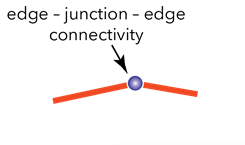 edge – junction – edge
connectivity